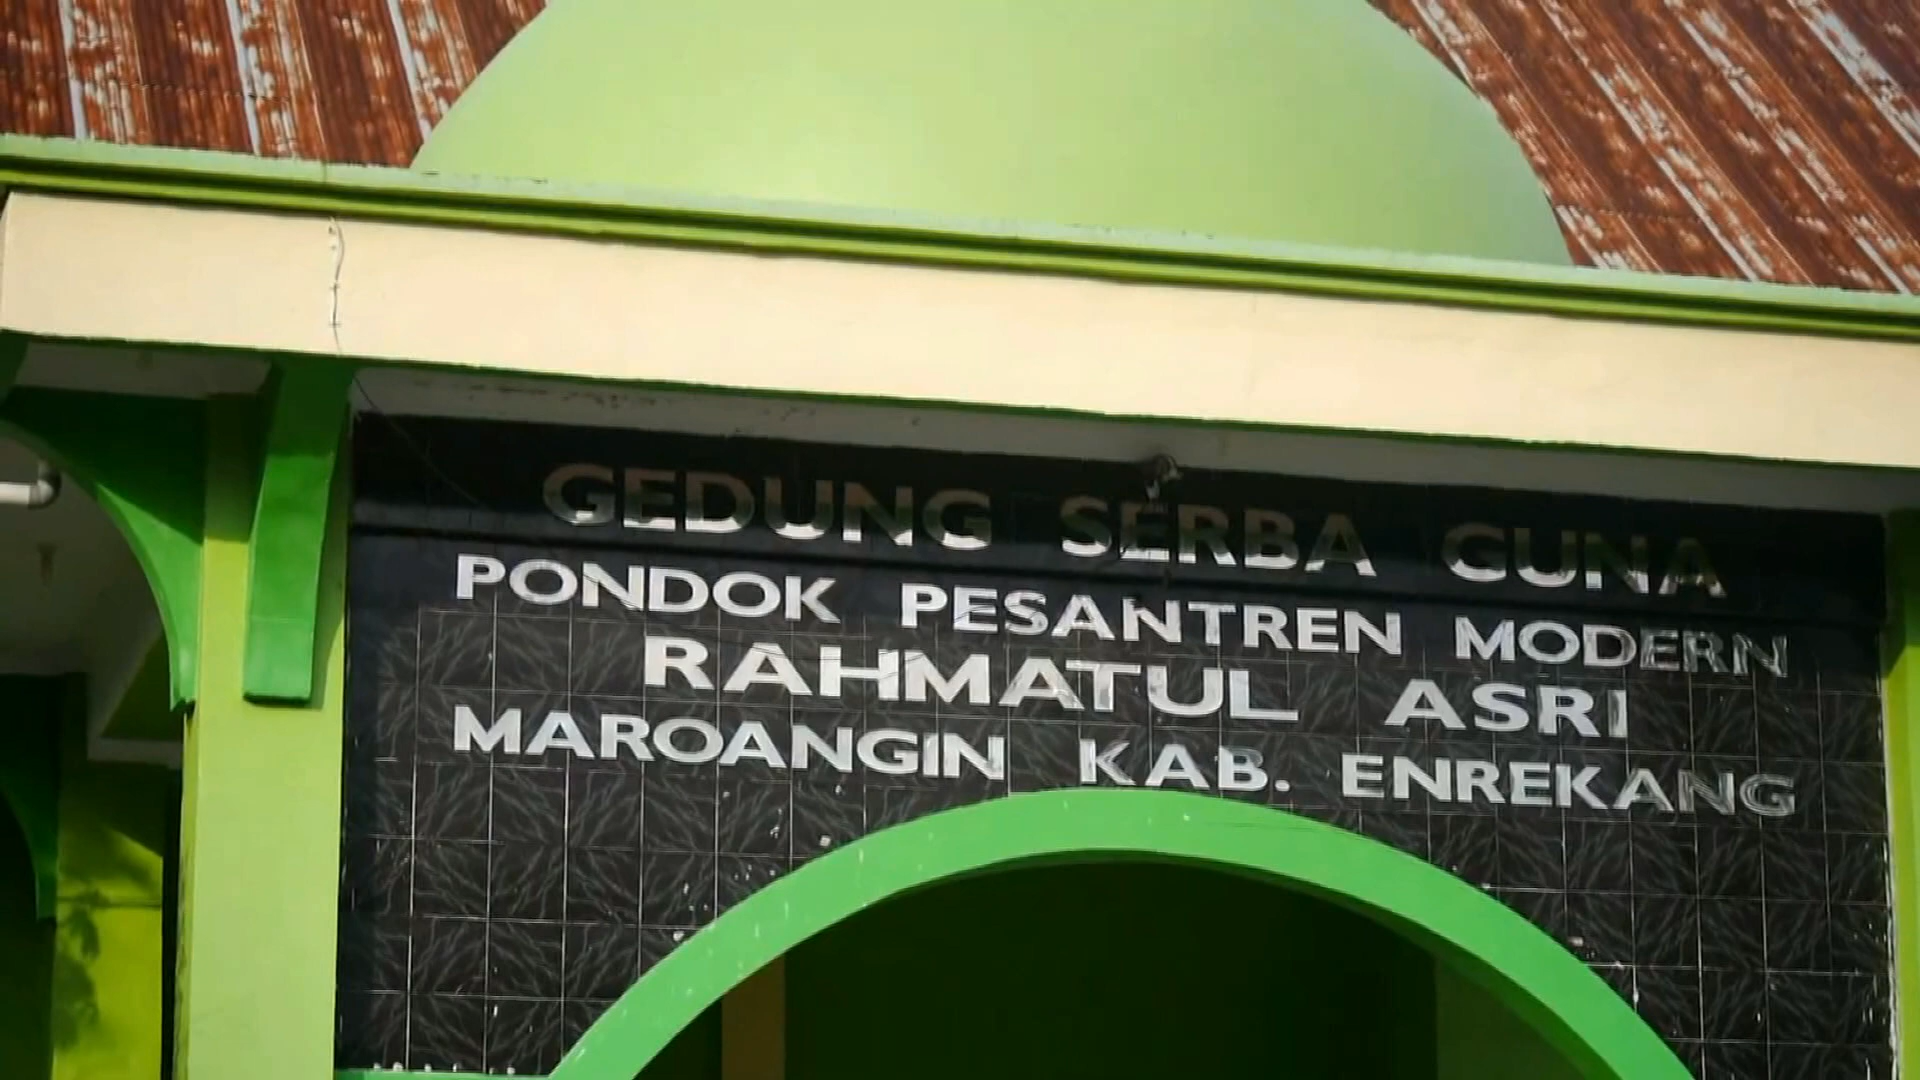 GEDUNG SERBA GUNA
PONDOK PESANTREN MODERN
RAHMATUL ASRI
MAROANGIN KAB. ENREKANG